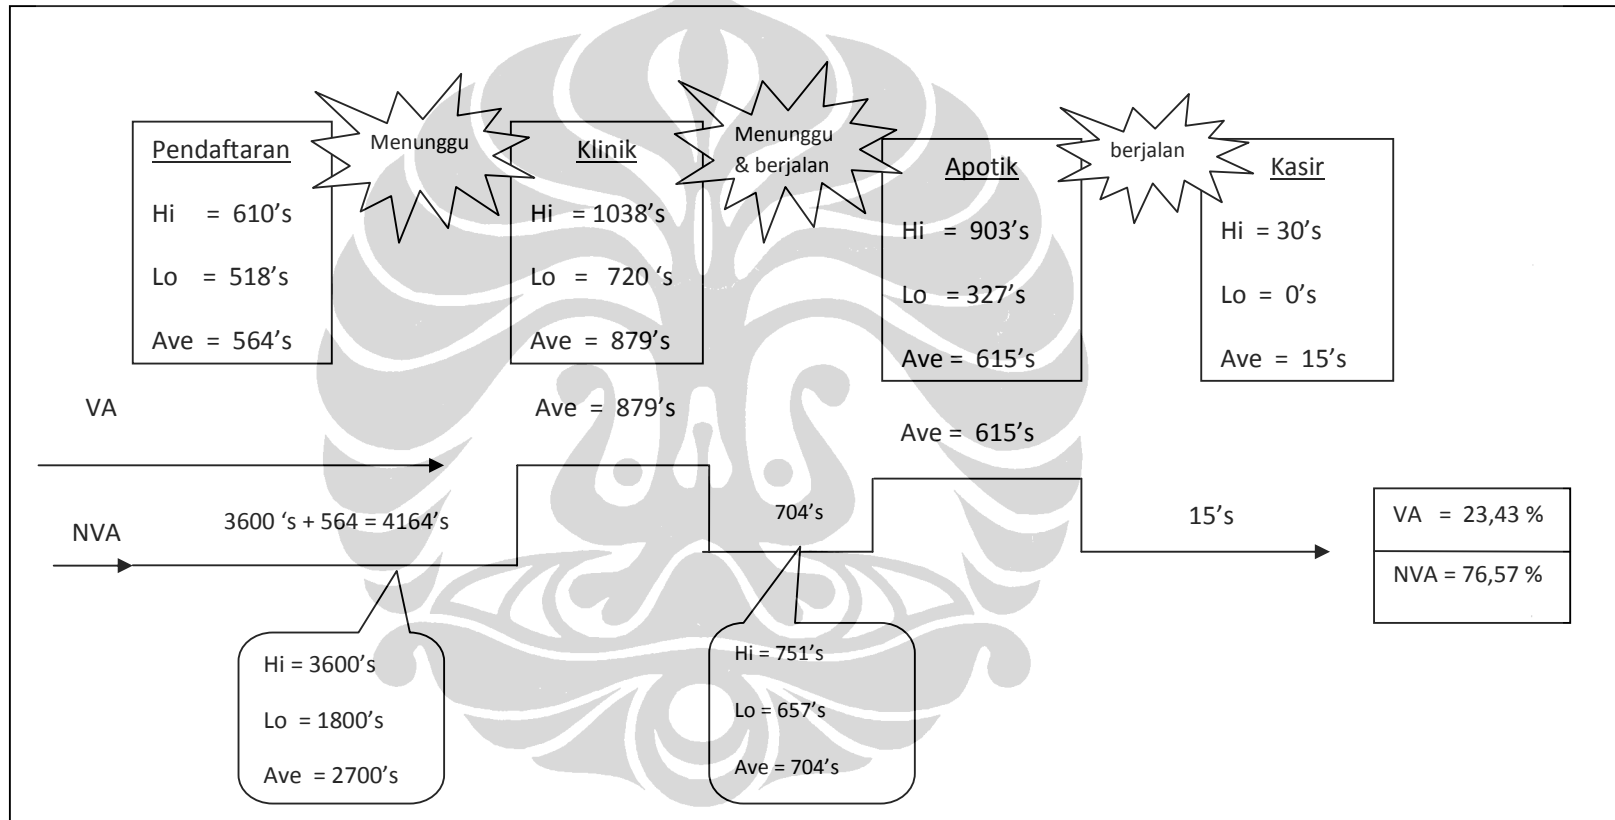 Pendaftaran
Hi = 610's
Lo = 518's
Ave = 564's
Menunggu
Klinik
Hi = 1038's
Lo = 720 ‘s
Ave = 879’s
Menunggu
& berjalan
Apotik
Hi = 903’s
Lo = 327’s
Ave = 615’s
berjalan
Kasir
Hi = 30’s
Lo = 0’s
Ave = 15’s
VA
Ave = 879’s
Ave = 615’s
NVA
3600 ‘s + 564 = 4164’s
704’s
15’s
VA = 23,43 %
NVA = 76,57 %
Hi = 3600’s
Lo = 1800’s
Ave = 2700’s
Hi = 751’s
Lo = 657’s
Ave = 704’s